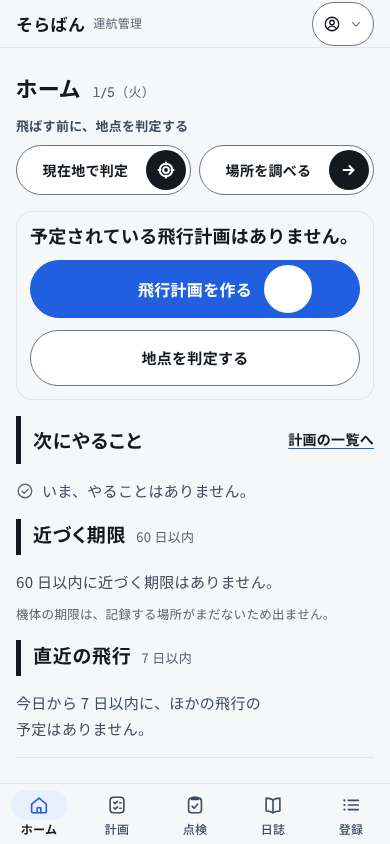 そらばん 運航管理
ホーム 1/5（火）
飛ばす前に、地点を判定する
現在地で判定
場所を調べる
予定されている飛行計画はありません。
飛行計画を作る
地点を判定する
次にやること
計画の一覧へ
いま、やることはありません。
近づく期限 60 日以内
60 日以内に近づく期限はありません。
機体の期限は、記録する場所がまだないため出ません。
直近の飛行 7 日以内
今日から 7 日以内に、ほかの飛行の
予定はありません。
ホーム 計画 点検 日誌 登録